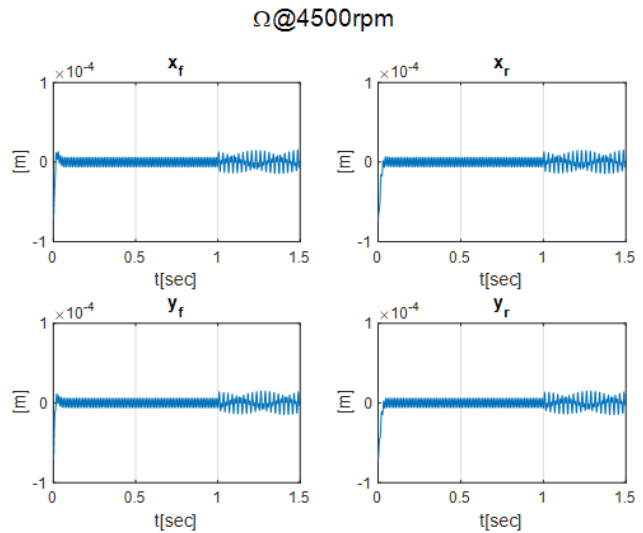 Ω@4500rpm
×10⁻⁴ x_f
1
0
-1
[m]
0 0.5 1 1.5
t[sec]
×10⁻⁴ x_r
1
0
-1
[m]
0 0.5 1 1.5
t[sec]
×10⁻⁴ y_f
1
0
-1
[m]
0 0.5 1 1.5
t[sec]
×10⁻⁴ y_r
1
0
-1
[m]
0 0.5 1 1.5
t[sec]